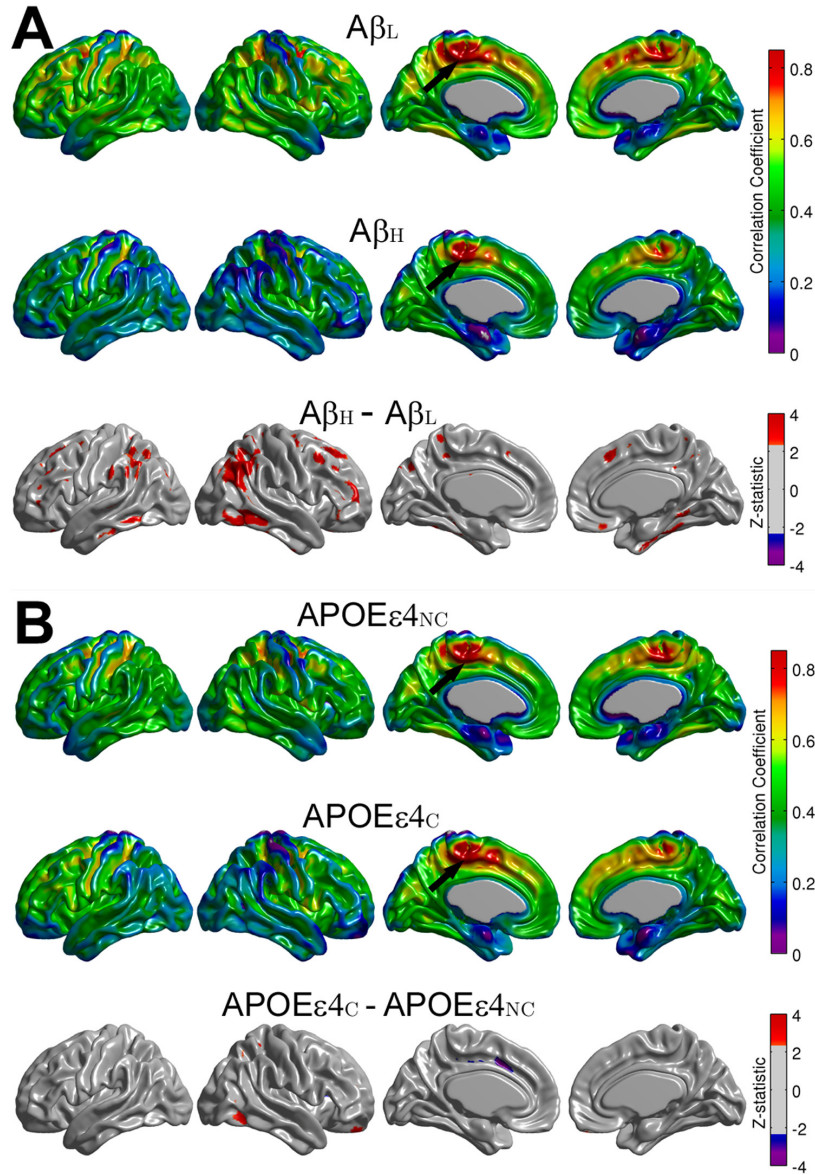 A
AβL
0.8
0.6
0.4
0.2
0
Correlation Coefficient
AβH
AβH - AβL
4
2
0
-2
-4
Z-statistic
B
APOEε4NC
0.8
0.6
0.4
0.2
0
Correlation Coefficient
APOEε4C
APOEε4C - APOEε4NC
4
2
0
-2
-4
Z-statistic